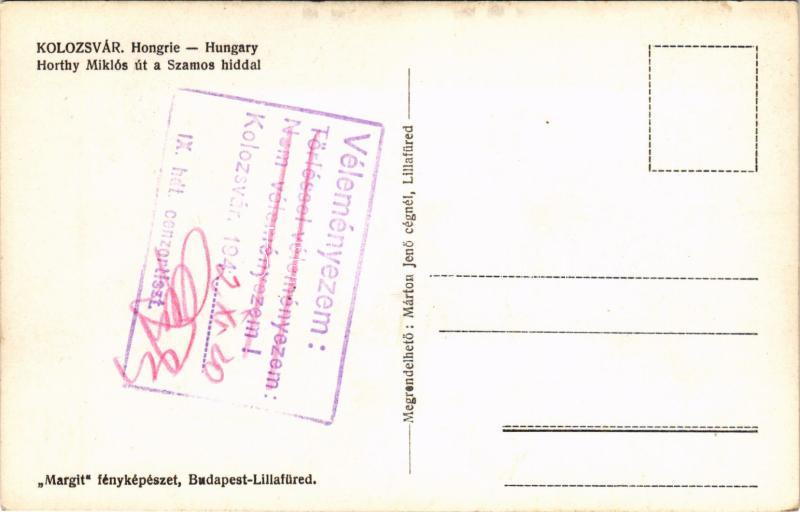 KOLOZSVÁR. Hongrie — Hungary
Horthy Miklós út a Szamos hiddal
Véleményezem :
Törléssel véleményezem :
Nem véleményezem !
Kolozsvár, 194
IX. hdt. cenzortiszt.
Megrendelhető : Márton Jenő cégnél, Lillafüred
„Margit“ fényképészet, Budapest-Lillafüred.